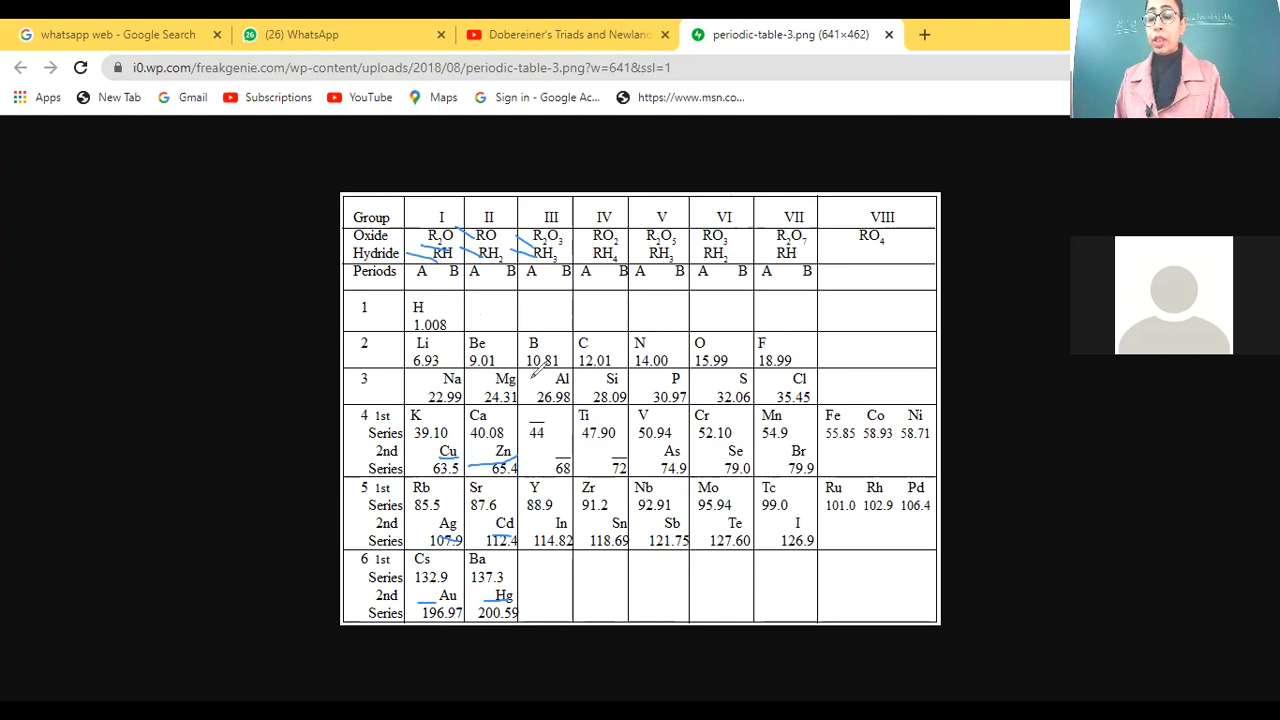 whatsapp web - Google Search
(26) WhatsApp
Dobereiner's Triads and Newland
periodic-table-3.png (641×462)
i0.wp.com/freakgenie.com/wp-content/uploads/2018/08/periodic-table-3.png?w=641&ssl=1
Apps New Tab Gmail Subscriptions YouTube Maps Sign in - Google Ac... https://www.msn.co...
Group I II III IV V VI VII VIII
Oxide R2O RO R2O3 RO2 R2O5 RO3 R2O7 RO4
Hydride RH RH2 RH3 RH4 RH3 RH2 RH
Periods A B A B A B A B A B A B A B
1 H
1.008
2 Li Be B C N O F
6.93 9.01 10.81 12.01 14.00 15.99 18.99
3 Na Mg Al Si P S Cl
22.99 24.31 26.98 28.09 30.97 32.06 35.45
4 1st K Ca __ Ti V Cr Mn Fe Co Ni
Series 39.10 40.08 44 47.90 50.94 52.10 54.9 55.85 58.93 58.71
2nd Cu Zn __ __ As Se Br
Series 63.5 65.4 68 72 74.9 79.0 79.9
5 1st Rb Sr Y Zr Nb Mo Tc Ru Rh Pd
Series 85.5 87.6 88.9 91.2 92.91 95.94 99.0 101.0 102.9 106.4
2nd Ag Cd In Sn Sb Te I
Series 107.9 112.4 114.82 118.69 121.75 127.60 126.9
6 1st Cs Ba
Series 132.9 137.3
2nd Au Hg
Series 196.97 200.59